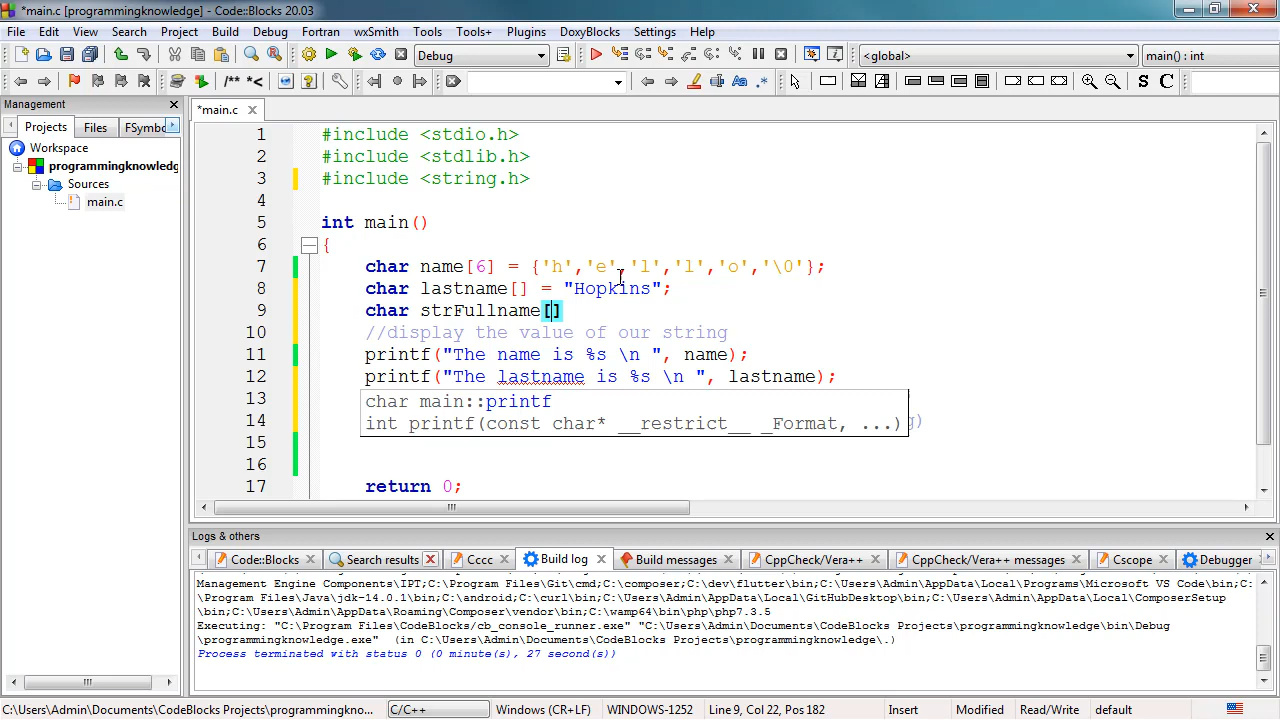 *main.c [programmingknowledge] - Code::Blocks 20.03
File Edit View Search Project Build Debug Fortran wxSmith Tools Tools+ Plugins DoxyBlocks Settings Help
Debug <global> main() : int
/** *< Aa .* S C
Management
Projects Files FSymbo
Workspace
programmingknowledg
Sources
main.c
*main.c
1 #include <stdio.h>
2 #include <stdlib.h>
3 #include <string.h>
4
5 int main()
6 {
7 char name[6] = {'h','e','l','l','o','\0'};
8 char lastname[] = "Hopkins";
9 char strFullname[]
10 //display the value of our string
11 printf("The name is %s \n ", name);
12 printf("The lastname is %s \n ", lastname);
13 char main::printf
14 int printf(const char* __restrict__ _Format, ...) g)
15
16
17 return 0;
Logs & others
Code::Blocks Search results Cccc Build log Build messages CppCheck/Vera++ CppCheck/Vera++ messages Cscope Debugger
Management Engine Components\IPT;C:\Program Files\Git\cmd;C:\composer;C:\dev\flutter\bin;C:\Users\Admin\AppData\Local\Programs\Microsoft VS Code\bin;C:
\Program Files\Java\jdk-14.0.1\bin;C:\android;C:\curl\bin;C:\Users\Admin\AppData\Local\GitHubDesktop\bin;C:\Users\Admin\AppData\Local\ComposerSetup
\bin;C:\Users\Admin\AppData\Roaming\Composer\vendor\bin;C:\wamp64\bin\php\php7.3.5
Executing: "C:\Program Files\CodeBlocks/cb_console_runner.exe" "C:\Users\Admin\Documents\CodeBlocks Projects\programmingknowledge\bin\Debug
\programmingknowledge.exe" (in C:\Users\Admin\Documents\CodeBlocks Projects\programmingknowledge\.)
Process terminated with status 0 (0 minute(s), 27 second(s))
C:\Users\Admin\Documents\CodeBlocks Projects\programmingkno... C/C++ Windows (CR+LF) WINDOWS-1252 Line 9, Col 22, Pos 182 Insert Modified Read/Write default